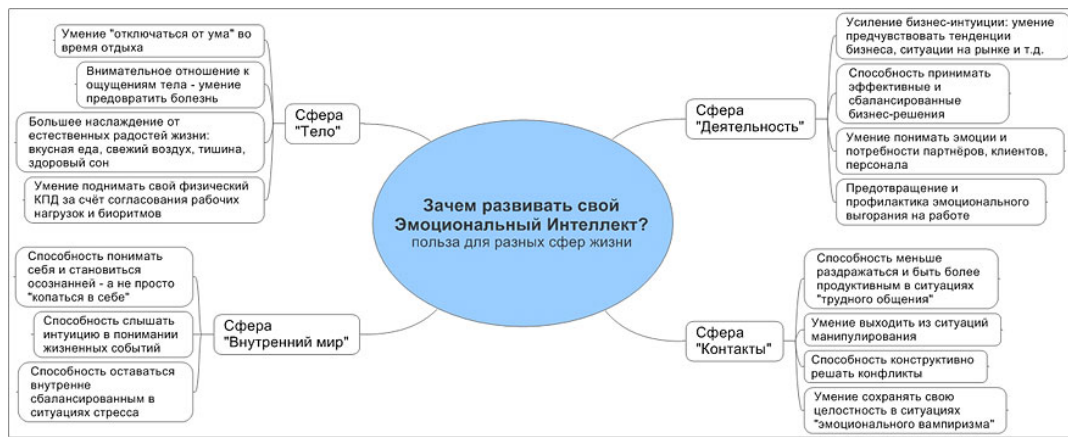 Зачем развивать свой
Эмоциональный Интеллект?
польза для разных сфер жизни
Сфера
"Тело"
Умение "отключаться от ума" во
время отдыха
Внимательное отношение к
ощущениям тела - умение
предовратить болезнь
Большее наслаждение от
естественных радостей жизни:
вкусная еда, свежий воздух, тишина,
здоровый сон
Умение поднимать свой физический
КПД за счёт согласования рабочих
нагрузок и биоритмов
Сфера
"Внутренний мир"
Способность понимать
себя и становиться
осознанней - а не просто
"копаться в себе"
Способность слышать
интуицию в понимании
жизненных событий
Способность оставаться
внутренне
сбалансированным в
ситуациях стресса
Сфера
"Деятельность"
Усиление бизнес-интуиции: умение
предчувствовать тенденции
бизнеса, ситуации на рынке и т.д.
Способность принимать
эффективные и
сбалансированные
бизнес-решения
Умение понимать эмоции и
потребности партнёров, клиентов,
персонала
Предотвращение и
профилактика эмоционального
выгорания на работе
Сфера
"Контакты"
Способность меньше
раздражаться и быть более
продуктивным в ситуациях
"трудного общения"
Умение выходить из ситуаций
манипулирования
Способность конструктивно
решать конфликты
Умение сохранять свою
целостность в ситуациях
"эмоционального вампиризма"